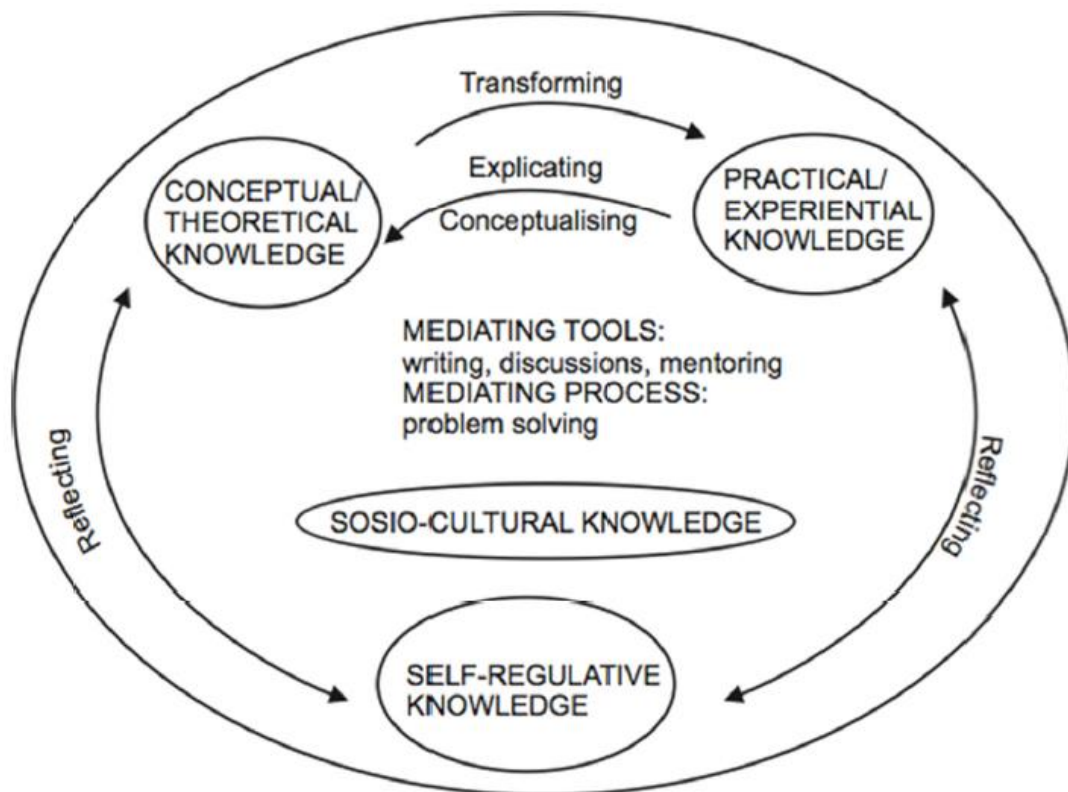 Transforming
Explicating
Conceptualising
CONCEPTUAL/
THEORETICAL
KNOWLEDGE
PRACTICAL/
EXPERIENTIAL
KNOWLEDGE
MEDIATING TOOLS:
writing, discussions, mentoring
MEDIATING PROCESS:
problem solving
Reflecting
Reflecting
SOSIO-CULTURAL KNOWLEDGE
SELF-REGULATIVE
KNOWLEDGE